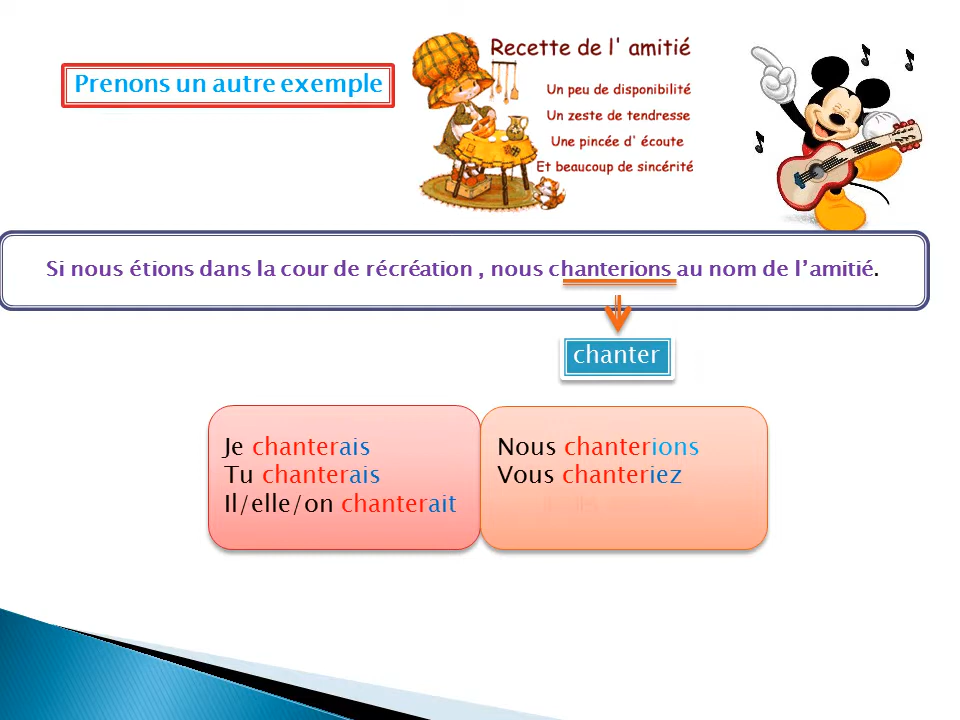 Prenons un autre exemple
Recette de l' amitié
Un peu de disponibilité
Un zeste de tendresse
Une pincée d' écoute
Et beaucoup de sincérité
Si nous étions dans la cour de récréation , nous chanterions au nom de l’amitié.
chanter
Je chanterais
Tu chanterais
Il/elle/on chanterait
Nous chanterions
Vous chanteriez